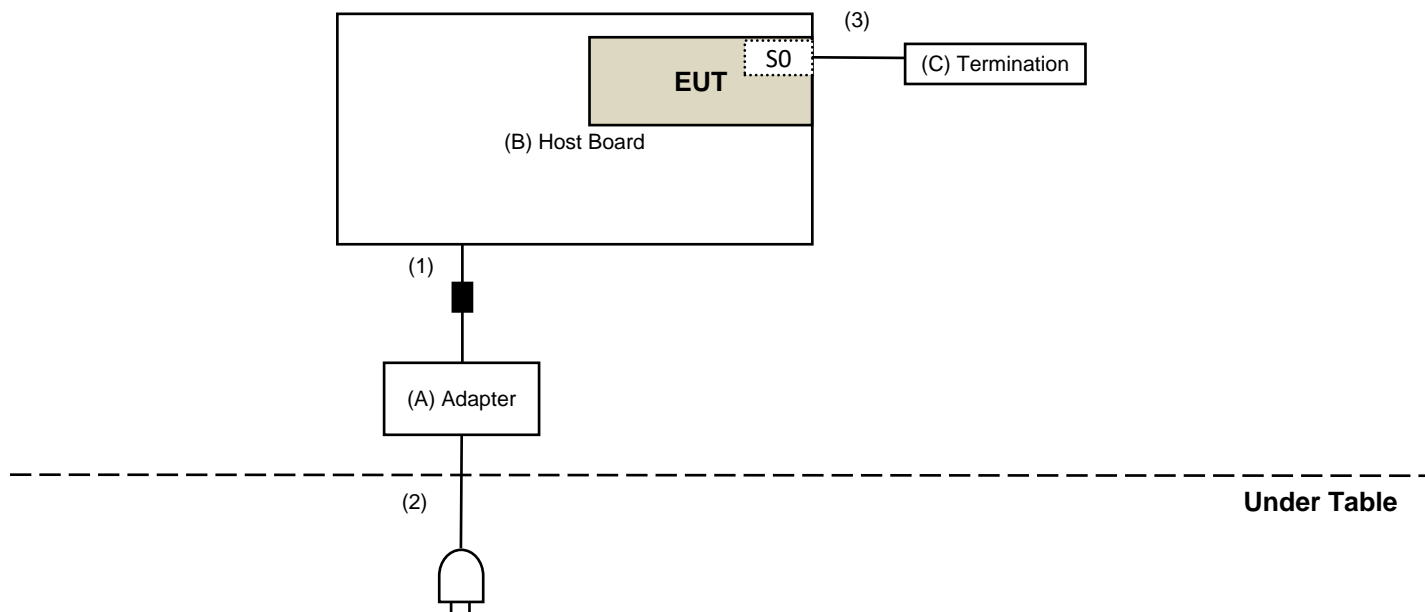 (3)
S0
(C) Termination
EUT
(B) Host Board
(1)
(A) Adapter
(2)
Under Table